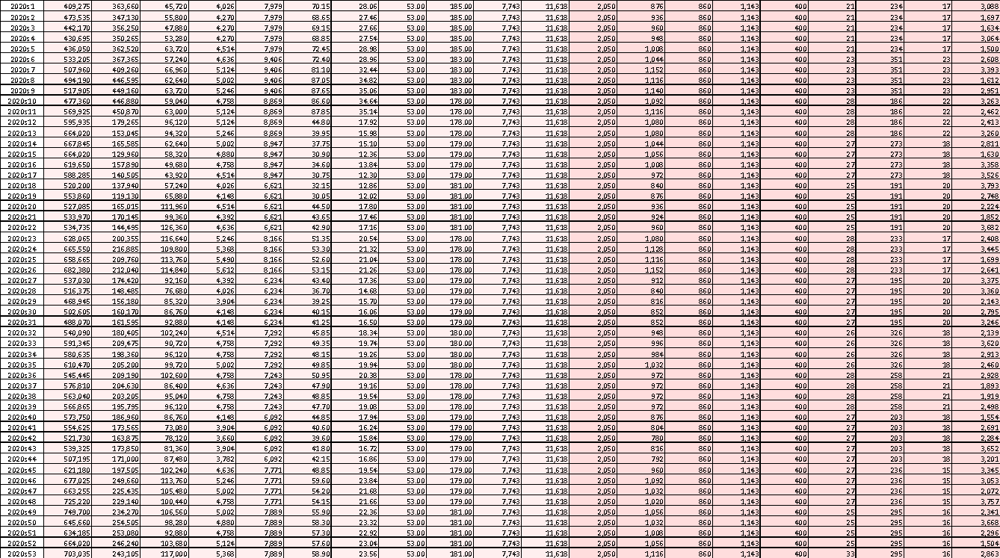 2020s1 409,275 363,660 45,720 4,026 7,979 70.15 28.06 53.00 185.00 7,743 11,618 2,050 876 860 1,143 400 21 234 17 3,088
2020s2 473,535 347,130 55,800 4,270 7,979 68.65 27.46 53.00 185.00 7,743 11,618 2,050 936 860 1,143 400 21 234 17 1,697
2020s3 442,170 356,250 47,880 4,270 7,979 69.15 27.66 53.00 185.00 7,743 11,618 2,050 960 860 1,143 400 21 234 17 1,634
2020s4 430,695 350,265 53,280 4,270 7,979 68.85 27.54 53.00 185.00 7,743 11,618 2,050 948 860 1,143 400 21 234 17 3,064
2020s5 436,050 362,520 63,720 4,514 7,979 72.45 28.98 53.00 185.00 7,743 11,618 2,050 1,008 860 1,143 400 21 234 17 1,500
2020s6 533,205 367,365 57,240 4,636 9,406 72.40 28.96 53.00 183.00 7,743 11,618 2,050 1,044 860 1,143 400 23 351 23 2,608
2020s7 507,960 409,260 66,960 5,124 9,406 81.10 32.44 53.00 183.00 7,743 11,618 2,050 1,152 860 1,143 400 23 351 23 3,393
2020s8 494,190 446,595 62,640 5,002 9,406 87.05 34.82 53.00 183.00 7,743 11,618 2,050 1,116 860 1,143 400 23 351 23 1,612
2020s9 517,905 449,160 63,720 5,246 9,406 87.65 35.06 53.00 183.00 7,743 11,618 2,050 1,140 860 1,143 400 23 351 23 2,951
2020s10 477,360 446,880 59,040 4,758 8,869 86.60 34.64 53.00 178.00 7,743 11,618 2,050 1,092 860 1,143 400 28 186 22 3,263
2020s11 569,925 450,870 63,000 5,124 8,869 87.85 35.14 53.00 178.00 7,743 11,618 2,050 1,116 860 1,143 400 28 186 22 2,462
2020s12 595,935 179,265 96,120 5,124 8,869 44.80 17.92 53.00 178.00 7,743 11,618 2,050 1,080 860 1,143 400 28 186 22 2,413
2020s13 664,020 153,045 94,320 5,246 8,869 39.95 15.98 53.00 178.00 7,743 11,618 2,050 1,080 860 1,143 400 28 186 22 3,260
2020s14 667,845 165,585 62,640 5,002 8,947 37.75 15.10 53.00 179.00 7,743 11,618 2,050 1,044 860 1,143 400 27 273 18 2,811
2020s15 664,020 129,960 58,320 4,880 8,947 30.90 12.36 53.00 179.00 7,743 11,618 2,050 1,056 860 1,143 400 27 273 18 1,630
2020s16 619,650 157,890 49,680 4,758 8,947 34.60 13.84 53.00 179.00 7,743 11,618 2,050 1,008 860 1,143 400 27 273 18 3,358
2020s17 588,285 140,505 43,920 4,514 8,947 30.75 12.30 53.00 179.00 7,743 11,618 2,050 972 860 1,143 400 27 273 18 3,526
2020s18 520,200 137,940 57,240 4,026 6,621 32.15 12.86 53.00 181.00 7,743 11,618 2,050 840 860 1,143 400 25 191 20 3,793
2020s19 553,860 119,130 65,880 4,148 6,621 30.05 12.02 53.00 181.00 7,743 11,618 2,050 876 860 1,143 400 25 191 20 2,748
2020s20 527,085 165,015 111,960 4,514 6,621 44.50 17.80 53.00 181.00 7,743 11,618 2,050 936 860 1,143 400 25 191 20 2,224
2020s21 533,970 170,145 99,360 4,392 6,621 43.65 17.46 53.00 181.00 7,743 11,618 2,050 924 860 1,143 400 25 191 20 1,852
2020s22 534,735 144,495 126,360 4,636 6,621 42.90 17.16 53.00 181.00 7,743 11,618 2,050 960 860 1,143 400 25 191 20 3,682
2020s23 628,065 200,355 116,640 5,246 8,166 51.35 20.54 53.00 178.00 7,743 11,618 2,050 1,080 860 1,143 400 28 233 17 2,408
2020s24 665,550 216,885 109,800 5,368 8,166 53.30 21.32 53.00 178.00 7,743 11,618 2,050 1,128 860 1,143 400 28 233 17 3,445
2020s25 658,665 209,760 113,760 5,490 8,166 52.60 21.04 53.00 178.00 7,743 11,618 2,050 1,116 860 1,143 400 28 233 17 1,699
2020s26 682,380 212,040 114,840 5,612 8,166 53.15 21.26 53.00 178.00 7,743 11,618 2,050 1,152 860 1,143 400 28 233 17 2,641
2020s27 537,030 174,420 92,160 4,392 6,234 43.40 17.36 53.00 179.00 7,743 11,618 2,050 912 860 1,143 400 27 195 20 3,375
2020s28 516,375 148,485 76,680 4,026 6,234 36.70 14.68 53.00 179.00 7,743 11,618 2,050 840 860 1,143 400 27 195 20 3,360
2020s29 468,945 156,180 85,320 3,904 6,234 39.25 15.70 53.00 179.00 7,743 11,618 2,050 816 860 1,143 400 27 195 20 2,143
2020s30 502,605 160,170 86,760 4,148 6,234 40.15 16.06 53.00 179.00 7,743 11,618 2,050 852 860 1,143 400 27 195 20 2,795
2020s31 488,070 161,595 92,880 4,148 6,234 41.25 16.50 53.00 179.00 7,743 11,618 2,050 852 860 1,143 400 27 195 20 3,246
2020s32 540,090 180,405 102,240 4,514 7,292 45.85 18.34 53.00 180.00 7,743 11,618 2,050 948 860 1,143 400 26 326 18 2,139
2020s33 591,345 209,475 90,720 4,758 7,292 49.35 19.74 53.00 180.00 7,743 11,618 2,050 996 860 1,143 400 26 326 18 3,620
2020s34 580,635 198,360 96,120 4,758 7,292 48.15 19.26 53.00 180.00 7,743 11,618 2,050 984 860 1,143 400 26 326 18 2,913
2020s35 610,470 205,200 99,720 5,002 7,292 49.85 19.94 53.00 180.00 7,743 11,618 2,050 1,032 860 1,143 400 26 326 18 2,460
2020s36 545,445 209,190 102,600 4,758 7,243 50.95 20.38 53.00 178.00 7,743 11,618 2,050 972 860 1,143 400 28 258 21 2,928
2020s37 576,810 204,630 86,400 4,636 7,243 47.90 19.16 53.00 178.00 7,743 11,618 2,050 972 860 1,143 400 28 258 21 1,893
2020s38 563,040 203,205 95,040 4,758 7,243 48.85 19.54 53.00 178.00 7,743 11,618 2,050 972 860 1,143 400 28 258 21 1,919
2020s39 566,865 195,795 96,120 4,758 7,243 47.70 19.08 53.00 178.00 7,743 11,618 2,050 972 860 1,143 400 28 258 21 2,498
2020s40 573,750 186,960 86,760 4,148 6,092 44.85 17.94 53.00 179.00 7,743 11,618 2,050 876 860 1,143 400 27 203 18 1,554
2020s41 554,625 173,565 73,080 3,904 6,092 40.60 16.24 53.00 179.00 7,743 11,618 2,050 804 860 1,143 400 27 203 18 2,691
2020s42 521,730 163,875 78,120 3,660 6,092 39.60 15.84 53.00 179.00 7,743 11,618 2,050 780 860 1,143 400 27 203 18 2,284
2020s43 539,325 173,850 81,360 3,904 6,092 41.80 16.72 53.00 179.00 7,743 11,618 2,050 816 860 1,143 400 27 203 18 3,652
2020s44 507,195 171,000 87,480 3,782 6,092 42.15 16.86 53.00 179.00 7,743 11,618 2,050 792 860 1,143 400 27 203 18 3,201
2020s45 621,180 197,505 102,240 4,636 7,771 48.85 19.54 53.00 179.00 7,743 11,618 2,050 960 860 1,143 400 27 236 15 3,345
2020s46 677,025 249,660 113,760 5,246 7,771 59.60 23.84 53.00 179.00 7,743 11,618 2,050 1,092 860 1,143 400 27 236 15 3,053
2020s47 663,255 225,435 105,480 5,002 7,771 54.20 21.68 53.00 179.00 7,743 11,618 2,050 1,032 860 1,143 400 27 236 15 2,072
2020s48 725,220 229,140 100,440 4,758 7,771 54.15 21.66 53.00 179.00 7,743 11,618 2,050 1,020 860 1,143 400 27 236 15 3,757
2020s49 749,700 234,270 106,560 5,002 7,889 55.90 22.36 53.00 181.00 7,743 11,618 2,050 1,056 860 1,143 400 25 295 16 2,341
2020s50 645,660 254,505 98,280 4,880 7,889 58.30 23.32 53.00 181.00 7,743 11,618 2,050 1,032 860 1,143 400 25 295 16 3,668
2020s51 634,185 253,080 92,880 4,758 7,889 57.30 22.92 53.00 181.00 7,743 11,618 2,050 1,008 860 1,143 400 25 295 16 2,296
2020s52 664,020 246,240 103,680 5,124 7,889 57.60 23.04 53.00 181.00 7,743 11,618 2,050 1,056 860 1,143 400 25 295 16 1,504
2020s53 703,035 243,105 117,000 5,368 7,889 58.90 23.56 53.00 181.00 7,743 11,618 2,050 1,116 860 1,143 400 33 295 16 2,863